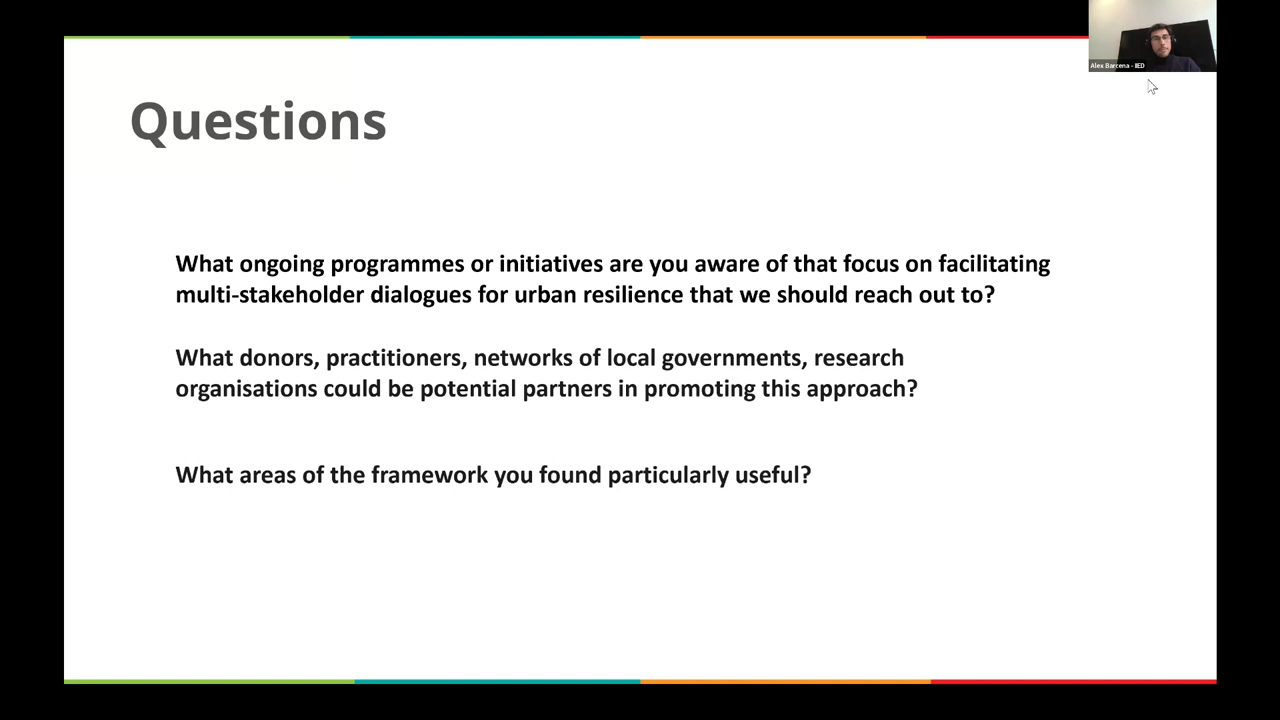 Alex Barcena - IIED
Questions
What ongoing programmes or initiatives are you aware of that focus on facilitating
multi-stakeholder dialogues for urban resilience that we should reach out to?
What donors, practitioners, networks of local governments, research
organisations could be potential partners in promoting this approach?
What areas of the framework you found particularly useful?